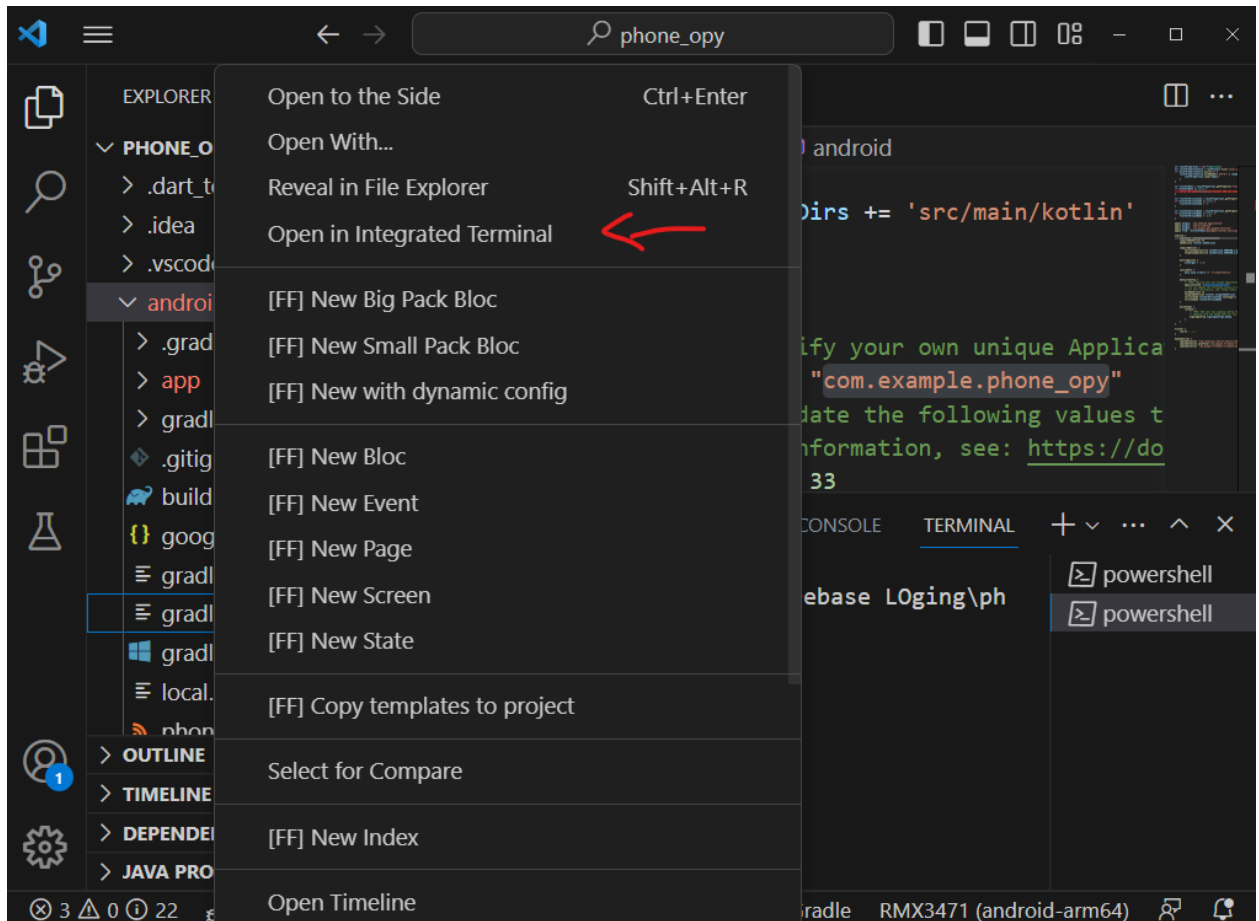 phone_opy
EXPLORER
PHONE_O
.dart_to
.idea
.vscode
androi
.grad
app
gradl
.gitig
build
goog
gradl
gradl
gradl
local.
phon
OUTLINE
TIMELINE
DEPENDEI
JAVA PRO
Open to the Side Ctrl+Enter
Open With...
Reveal in File Explorer Shift+Alt+R
Open in Integrated Terminal
[FF] New Big Pack Bloc
[FF] New Small Pack Bloc
[FF] New with dynamic config
[FF] New Bloc
[FF] New Event
[FF] New Page
[FF] New Screen
[FF] New State
[FF] Copy templates to project
Select for Compare
[FF] New Index
Open Timeline
android
Dirs += 'src/main/kotlin'
ify your own unique Applica
"com.example.phone_opy"
date the following values t
nformation, see: https://do
33
CONSOLE TERMINAL
ebase LOging\ph
powershell
powershell
1
3 0 22
radle RMX3471 (android-arm64)